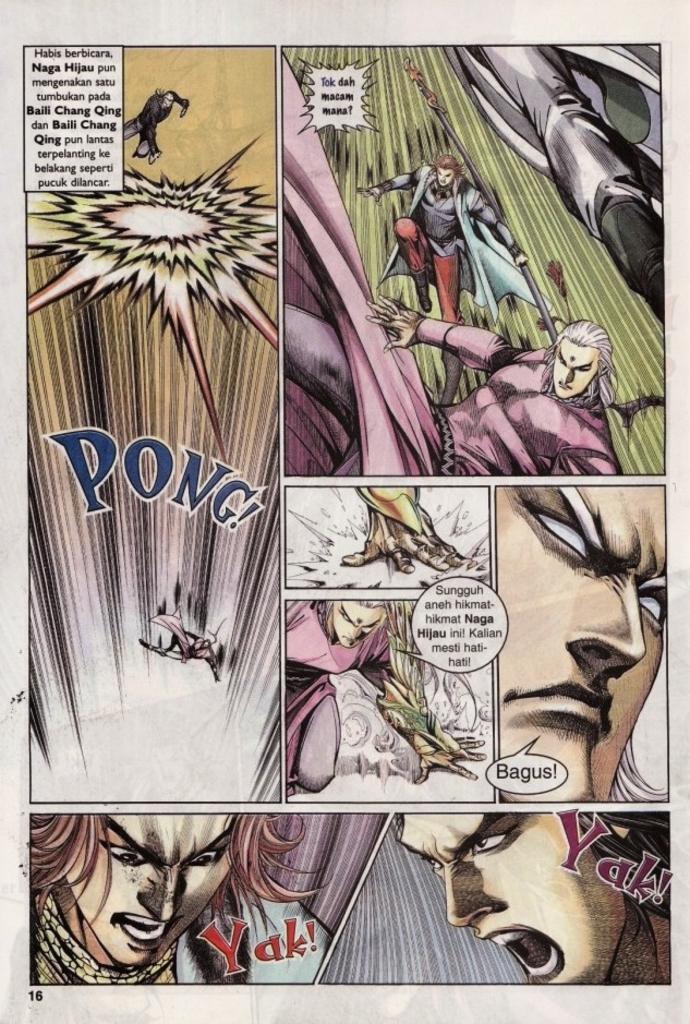 Habis berbicara,
Naga Hijau pun
mengenakan satu
tumbukan pada
Baili Chang Qing
dan Baili Chang
Qing pun lantas
terpelanting ke
belakang seperti
pucuk dilancar.
Tok dah
macam
mana?
PONG!
Sungguh
aneh hikmat-
hikmat Naga
Hijau ini! Kalian
mesti hati-
hati!
Bagus!
Yak!
Yak!
16